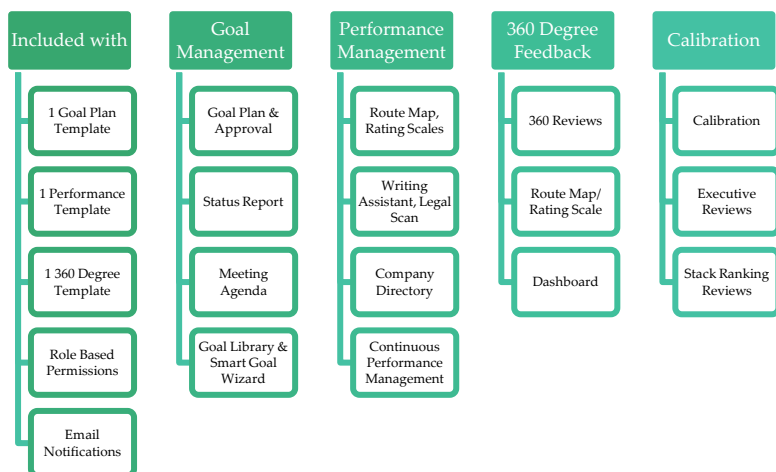 Included with
1 Goal Plan
Template
1 Performance
Template
1 360 Degree
Template
Role Based
Permissions
Email
Notifications
Goal
Management
Goal Plan &
Approval
Status Report
Meeting
Agenda
Goal Library &
Smart Goal
Wizard
Performance
Management
Route Map,
Rating Scales
Writing
Assistant, Legal
Scan
Company
Directory
Continuous
Performance
Management
360 Degree
Feedback
360 Reviews
Route Map/
Rating Scale
Dashboard
Calibration
Calibration
Executive
Reviews
Stack Ranking
Reviews